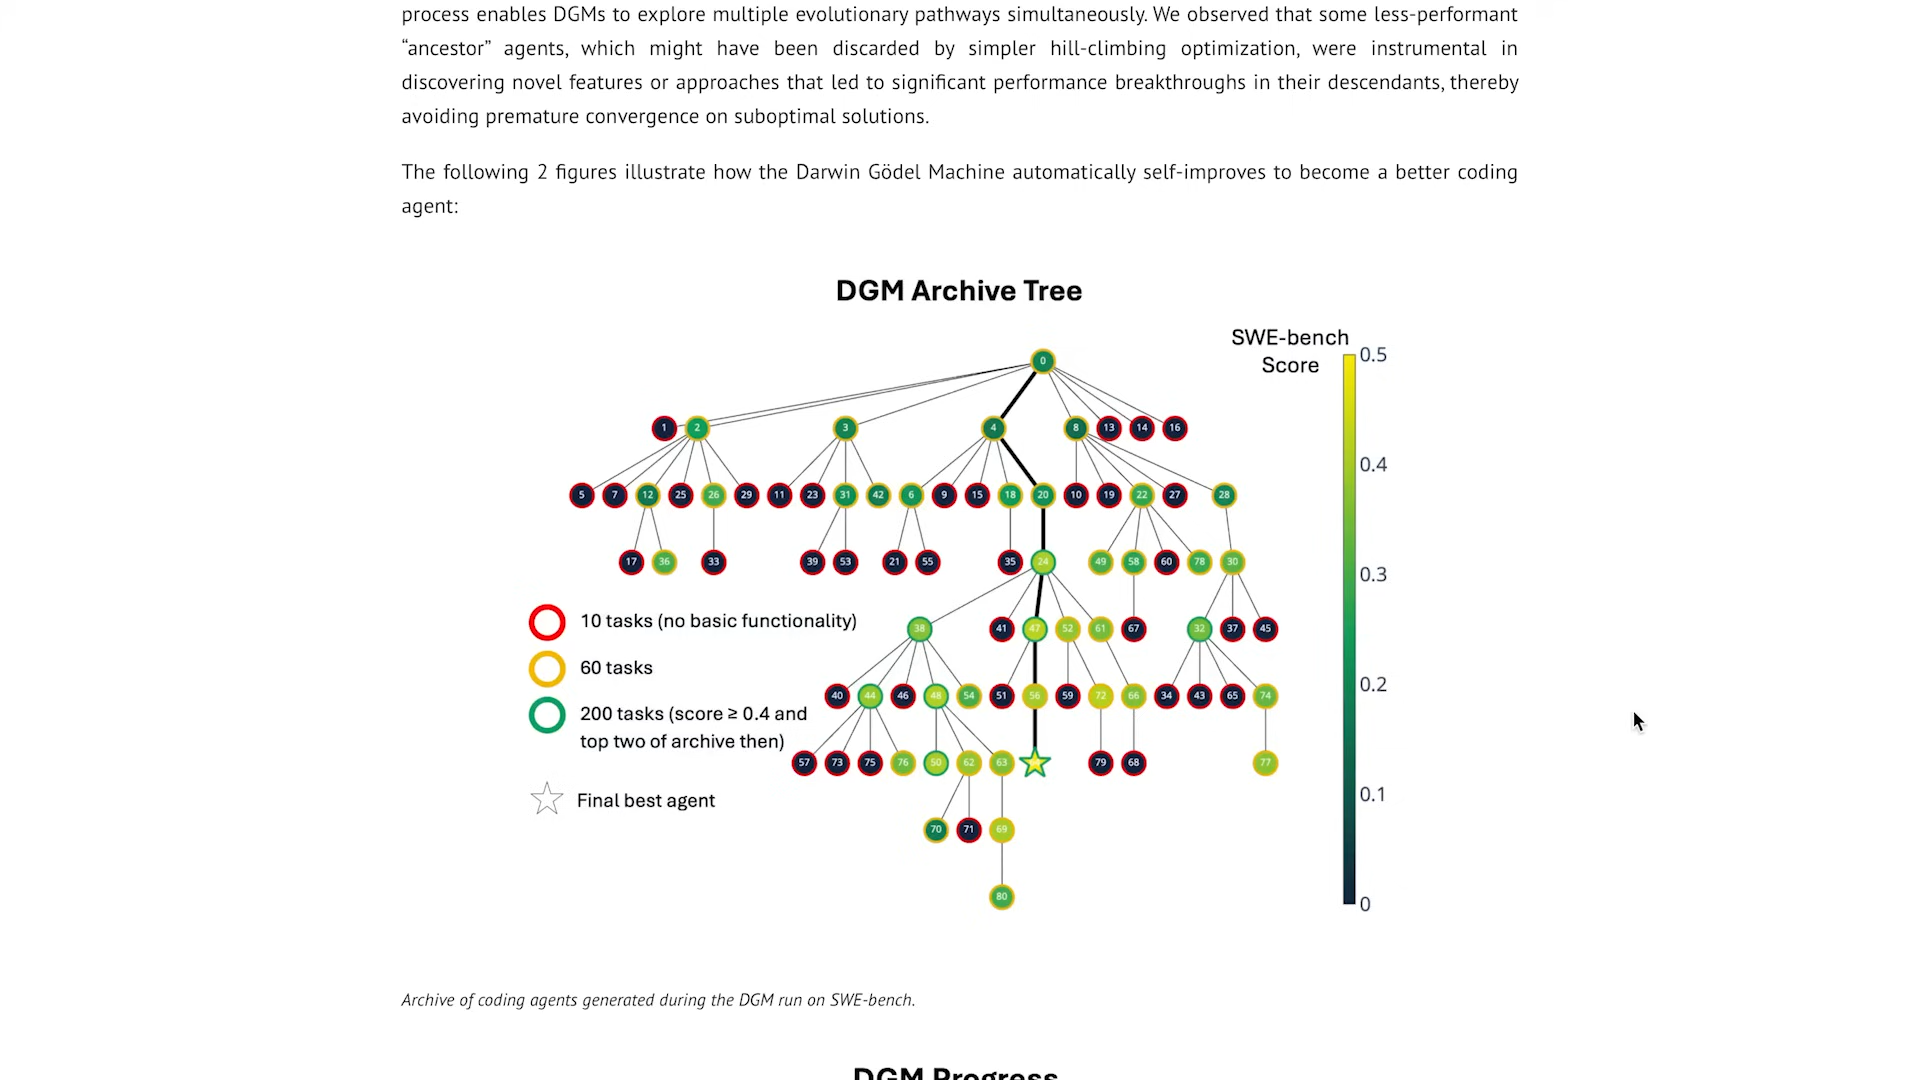 process enables DGMs to explore multiple evolutionary pathways simultaneously. We observed that some less-performant
“ancestor” agents, which might have been discarded by simpler hill-climbing optimization, were instrumental in
discovering novel features or approaches that led to significant performance breakthroughs in their descendants, thereby
avoiding premature convergence on suboptimal solutions.
The following 2 figures illustrate how the Darwin Gödel Machine automatically self-improves to become a better coding
agent:
DGM Archive Tree
SWE-bench
Score
0.5
0.4
0.3
0.2
0.1
0
0
1 2 3 4 8 13 14 16
5 7 12 25 26 29 11 23 31 42 6 9 15 18 20 10 19 22 27 28
17 36 33 39 53 21 55 35 24 49 58 60 78 30
38 41 47 52 61 67 32 37 45
40 44 46 48 54 51 56 59 72 66 34 43 65 74
57 73 75 76 50 62 63 79 68 77
70 71 69
80
10 tasks (no basic functionality)
60 tasks
200 tasks (score ≥ 0.4 and
top two of archive then)
Final best agent
Archive of coding agents generated during the DGM run on SWE-bench.
DGM Progress